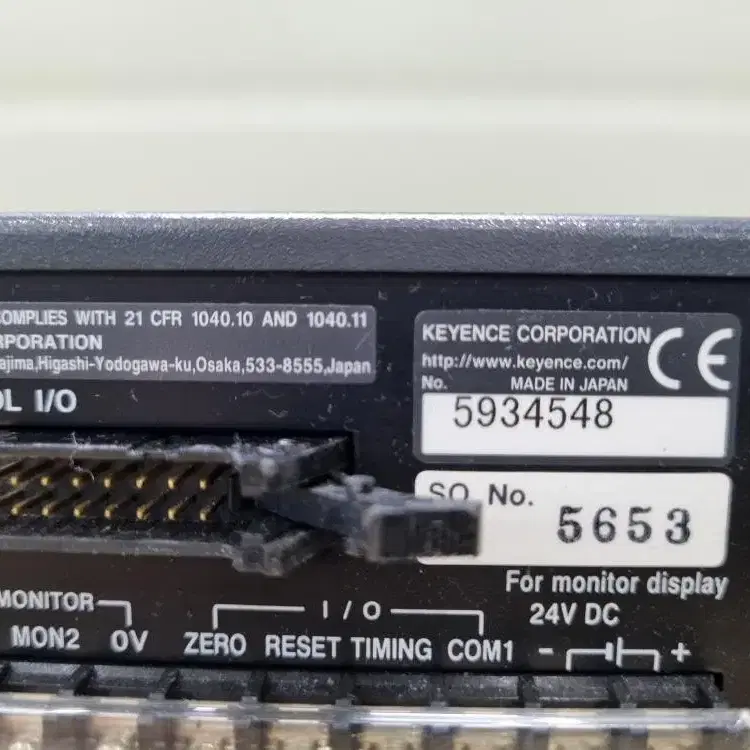 COMPLIES WITH 21 CFR 1040.10 AND 1040.11
RPORATION
ajima,Higashi-Yodogawa-ku,Osaka,533-8555,Japan
OL I/O
KEYENCE CORPORATION
http://www.keyence.com/
No. MADE IN JAPAN
CE
5934548
SO No.
5653
For monitor display
24V DC
- +
MONITOR
MON2 0V
I / O
ZERO RESET TIMING COM1